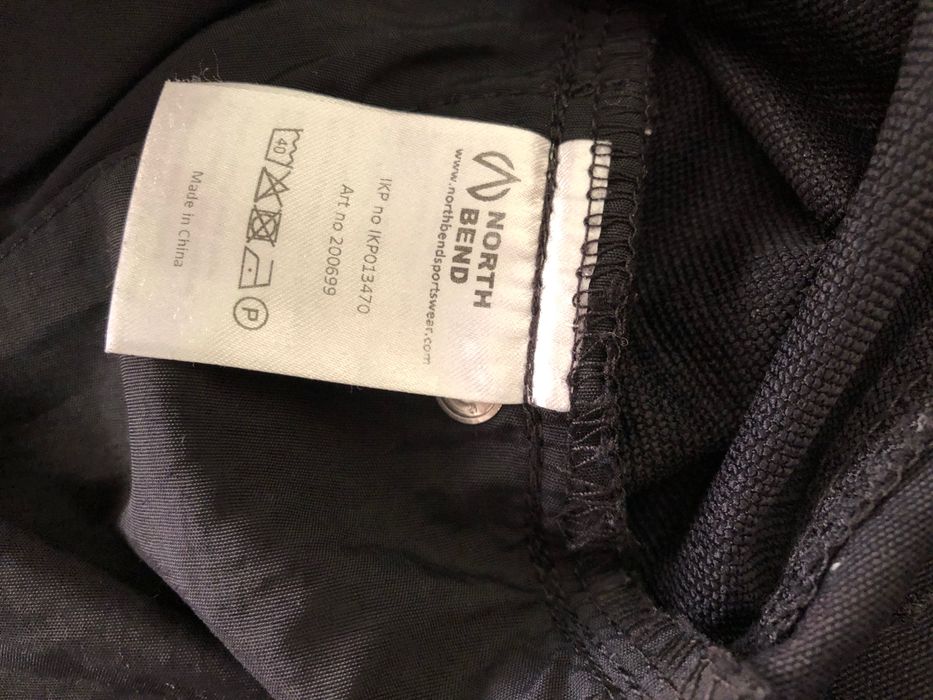 NORTH
BEND
www.northbendsportswear.com
IKP no IKP013470
Art no 200699
40
P
Made in China